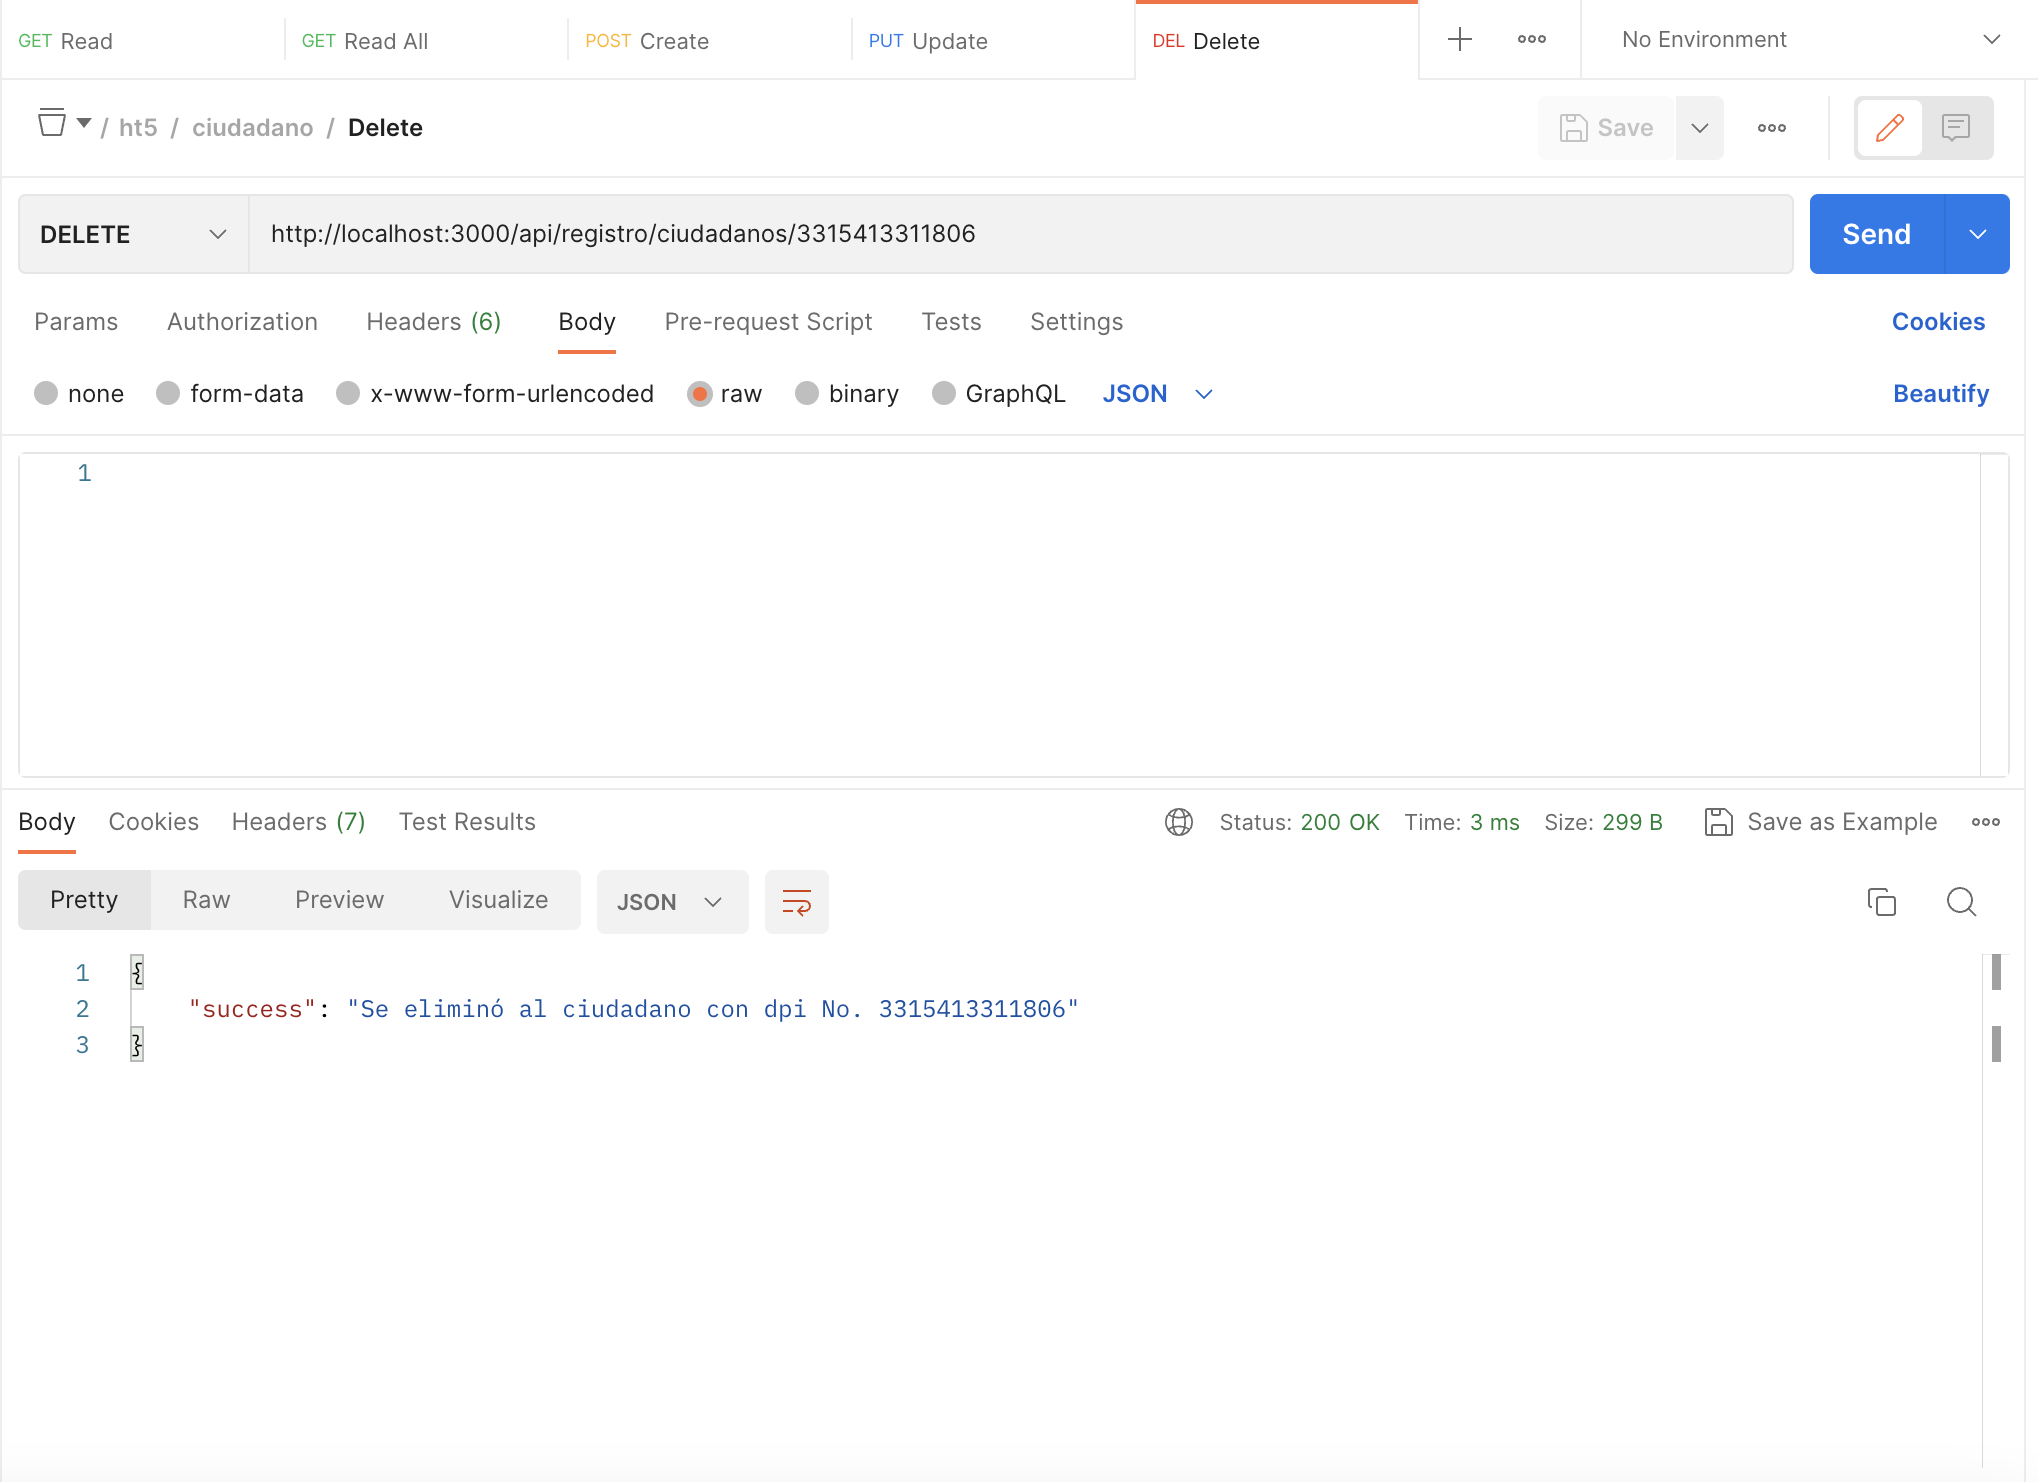 GET Read GET Read All POST Create PUT Update DEL Delete No Environment
/ ht5 / ciudadano / Delete Save
DELETE http://localhost:3000/api/registro/ciudadanos/3315413311806 Send
Params Authorization Headers (6) Body Pre-request Script Tests Settings Cookies
none form-data x-www-form-urlencoded raw binary GraphQL JSON Beautify
1
Body Cookies Headers (7) Test Results Status: 200 OK Time: 3 ms Size: 299 B Save as Example
Pretty Raw Preview Visualize JSON
1 {
2 "success": "Se eliminó al ciudadano con dpi No. 3315413311806"
3 }